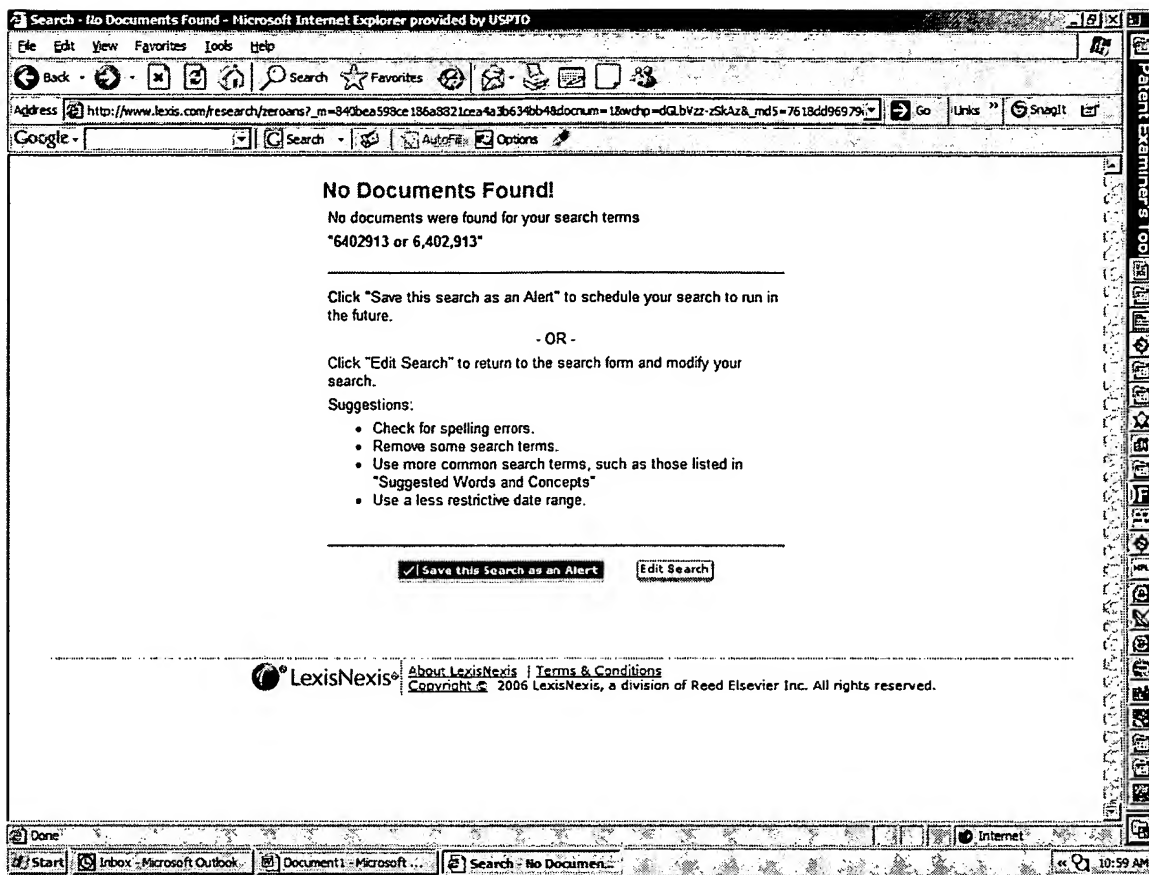 Search - No Documents Found - Microsoft Internet Explorer provided by USPTO
File Edit View Favorites Tools Help
Back Search Favorites
Address http://www.lexis.com/research/zeroans?_m=840bea598ce186a8821cea4a3b634bb4&docnum=1&wchp=dGLbVzz-zSkAz&_md5=7618dd96979 Go Links » SnagIt
Google - Search - AutoFill Options
Patent Examiner's Too
No Documents Found!
No documents were found for your search terms
"6402913 or 6,402,913"
Click "Save this search as an Alert" to schedule your search to run in
the future.
- OR -
Click "Edit Search" to return to the search form and modify your
search.
Suggestions:
• Check for spelling errors.
• Remove some search terms.
• Use more common search terms, such as those listed in
"Suggested Words and Concepts"
• Use a less restrictive date range.
Save this Search as an Alert Edit Search
LexisNexis® About LexisNexis | Terms & Conditions
Copyright © 2006 LexisNexis, a division of Reed Elsevier Inc. All rights reserved.
Done Internet
Start Inbox - Microsoft Outlook Document1 - Microsoft ... Search - No Documen... « 10:59 AM